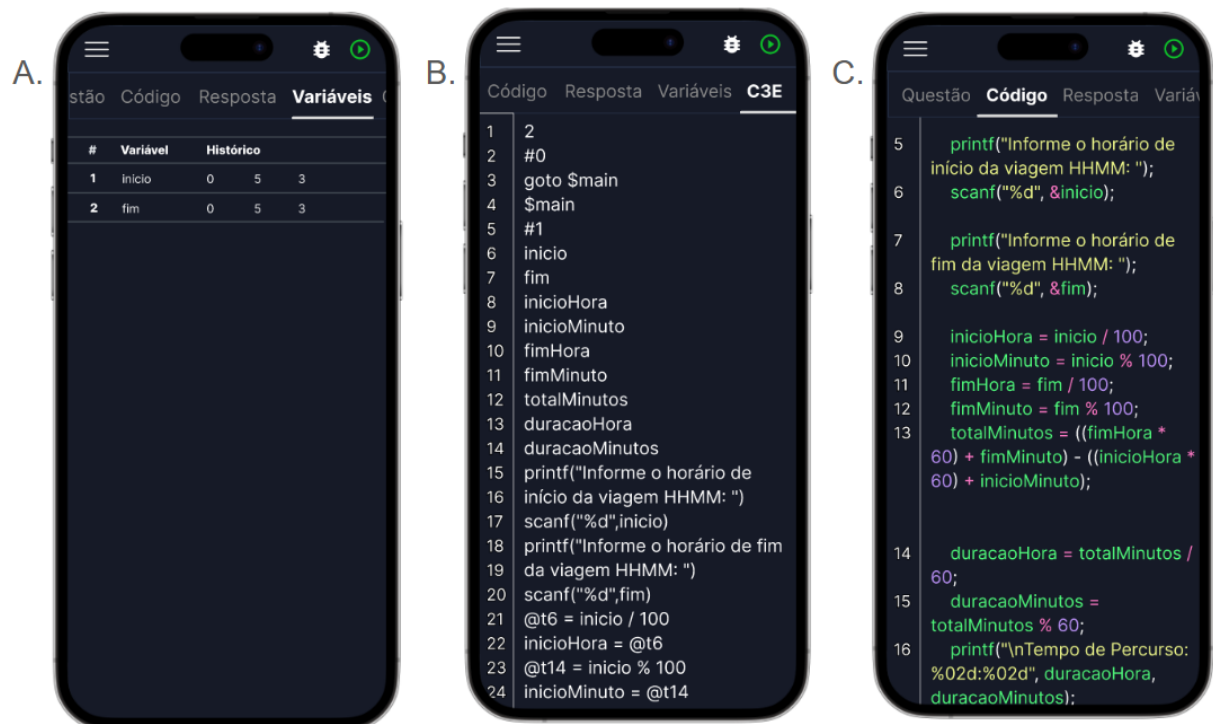 A.
stão Código Resposta Variáveis
# Variável Histórico
1 inicio 0 5 3
2 fim 0 5 3
B.
Código Resposta Variáveis C3E
1 2
2 #0
3 goto $main
4 $main
5 #1
6 inicio
7 fim
8 inicioHora
9 inicioMinuto
10 fimHora
11 fimMinuto
12 totalMinutos
13 duracaoHora
14 duracaoMinutos
15 printf("Informe o horário de
16 início da viagem HHMM: ")
17 scanf("%d",inicio)
18 printf("Informe o horário de fim
19 da viagem HHMM: ")
20 scanf("%d",fim)
21 @t6 = inicio / 100
22 inicioHora = @t6
23 @t14 = inicio % 100
24 inicioMinuto = @t14
C.
Questão Código Resposta Variáv
5 printf("Informe o horário de
início da viagem HHMM: ");
6 scanf("%d", &inicio);
7 printf("Informe o horário de
fim da viagem HHMM: ");
8 scanf("%d", &fim);
9 inicioHora = inicio / 100;
10 inicioMinuto = inicio % 100;
11 fimHora = fim / 100;
12 fimMinuto = fim % 100;
13 totalMinutos = ((fimHora *
60) + fimMinuto) - ((inicioHora *
60) + inicioMinuto);
14 duracaoHora = totalMinutos /
60;
15 duracaoMinutos =
totalMinutos % 60;
16 printf("\nTempo de Percurso:
%02d:%02d", duracaoHora,
duracaoMinutos);